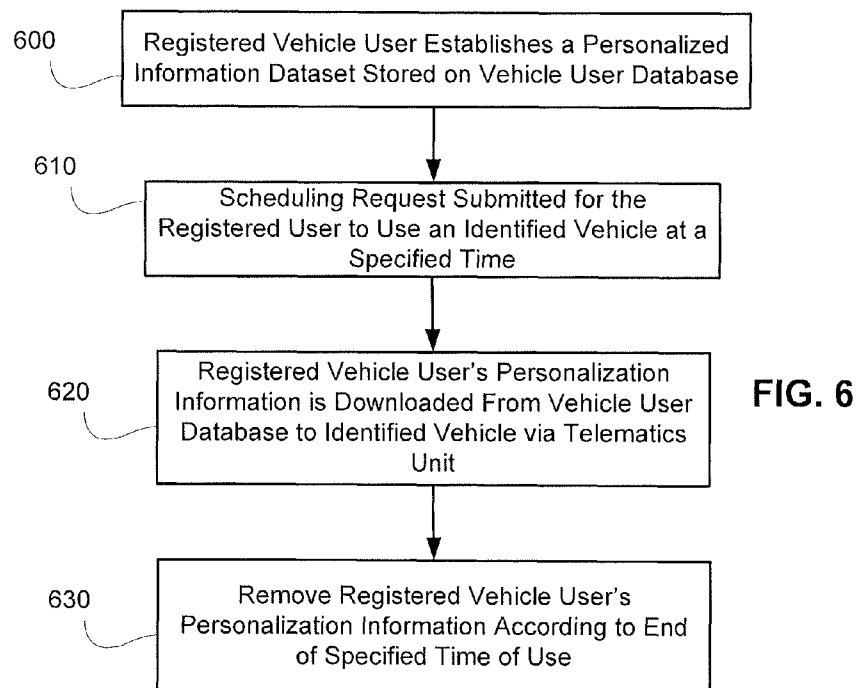 600
Registered Vehicle User Establishes a Personalized
Information Dataset Stored on Vehicle User Database
610
Scheduling Request Submitted for the
Registered User to Use an Identified Vehicle at a
Specified Time
620
Registered Vehicle User's Personalization
Information is Downloaded From Vehicle User
Database to Identified Vehicle via Telematics
Unit
FIG. 6
630
Remove Registered Vehicle User's
Personalization Information According to End
of Specified Time of Use